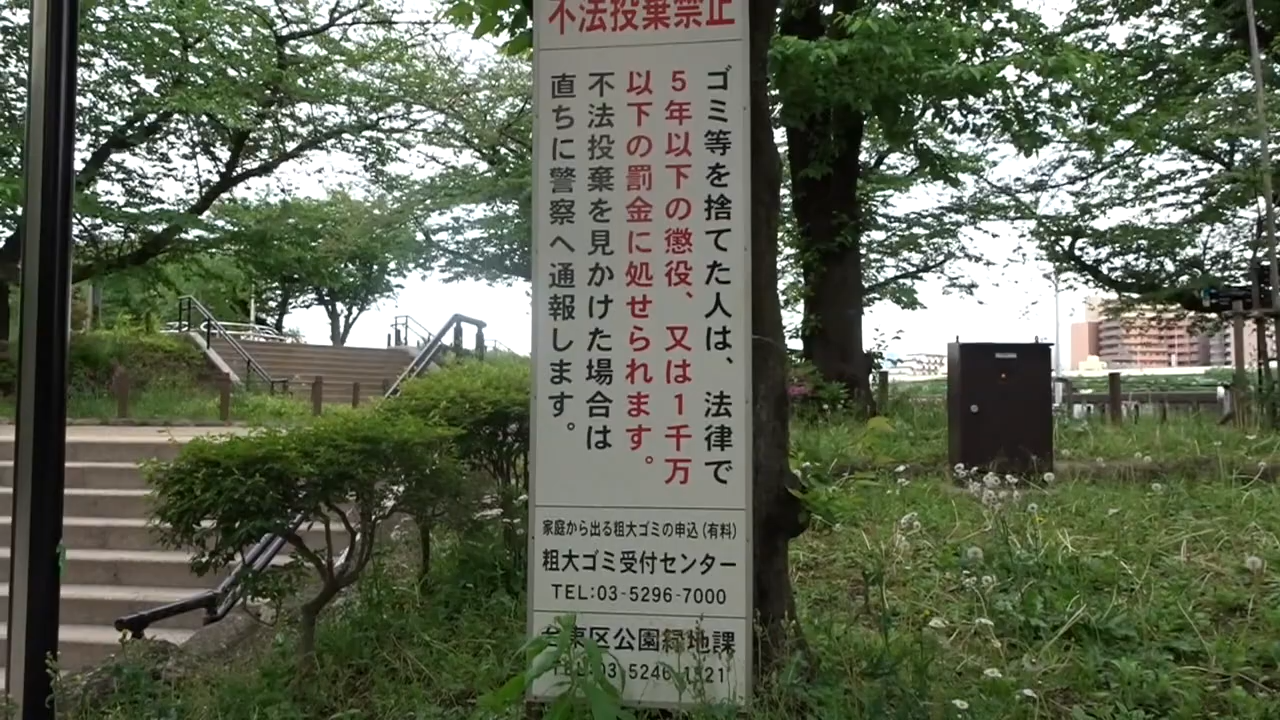 不法投棄禁止
ゴミ等を捨てた人は、法律で
5年以下の懲役、又は1千万
以下の罰金に処せられます。
不法投棄を見かけた場合は
直ちに警察へ通報します。
家庭から出る粗大ゴミの申込(有料)
粗大ゴミ受付センター
TEL:03-5296-7000
台東区公園緑地課
TEL:03-5246-1321